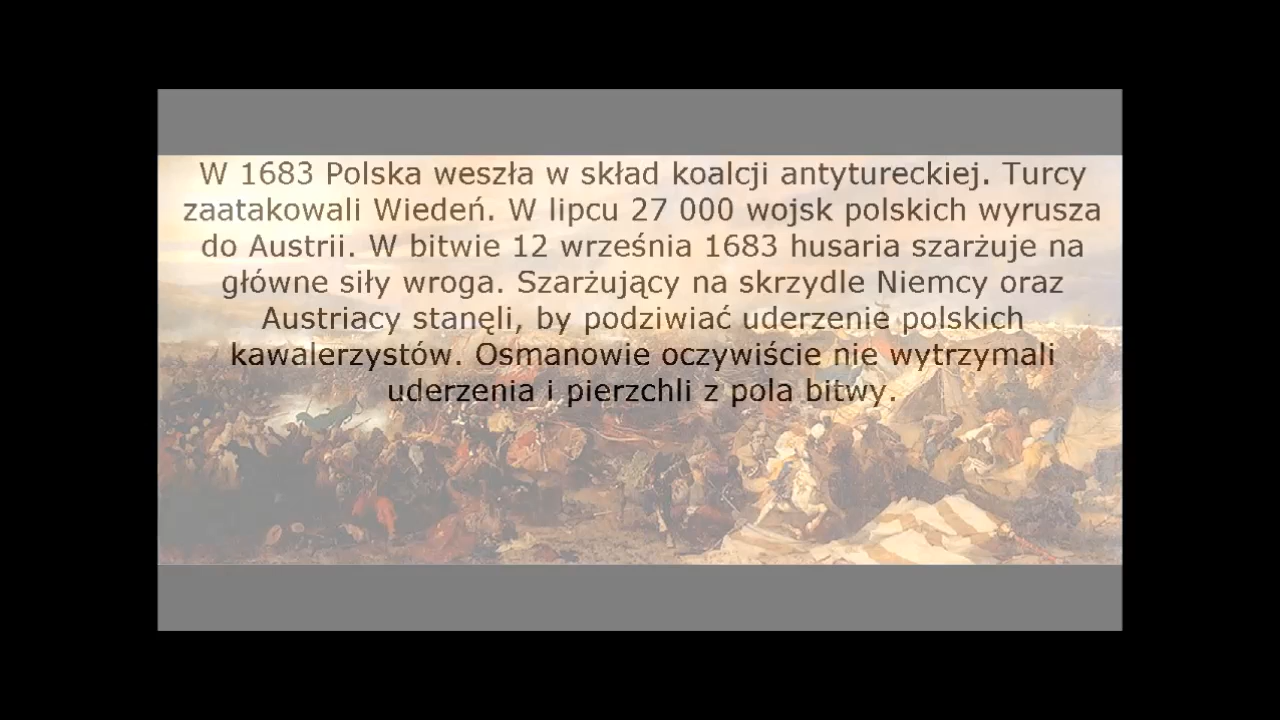 W 1683 Polska weszła w skład koalcji antytureckiej. Turcy
zaatakowali Wiedeń. W lipcu 27 000 wojsk polskich wyrusza
do Austrii. W bitwie 12 września 1683 husaria szarżuje na
główne siły wroga. Szarżujący na skrzydle Niemcy oraz
Austriacy stanęli, by podziwiać uderzenie polskich
kawalerzystów. Osmanowie oczywiście nie wytrzymali
uderzenia i pierzchli z pola bitwy.